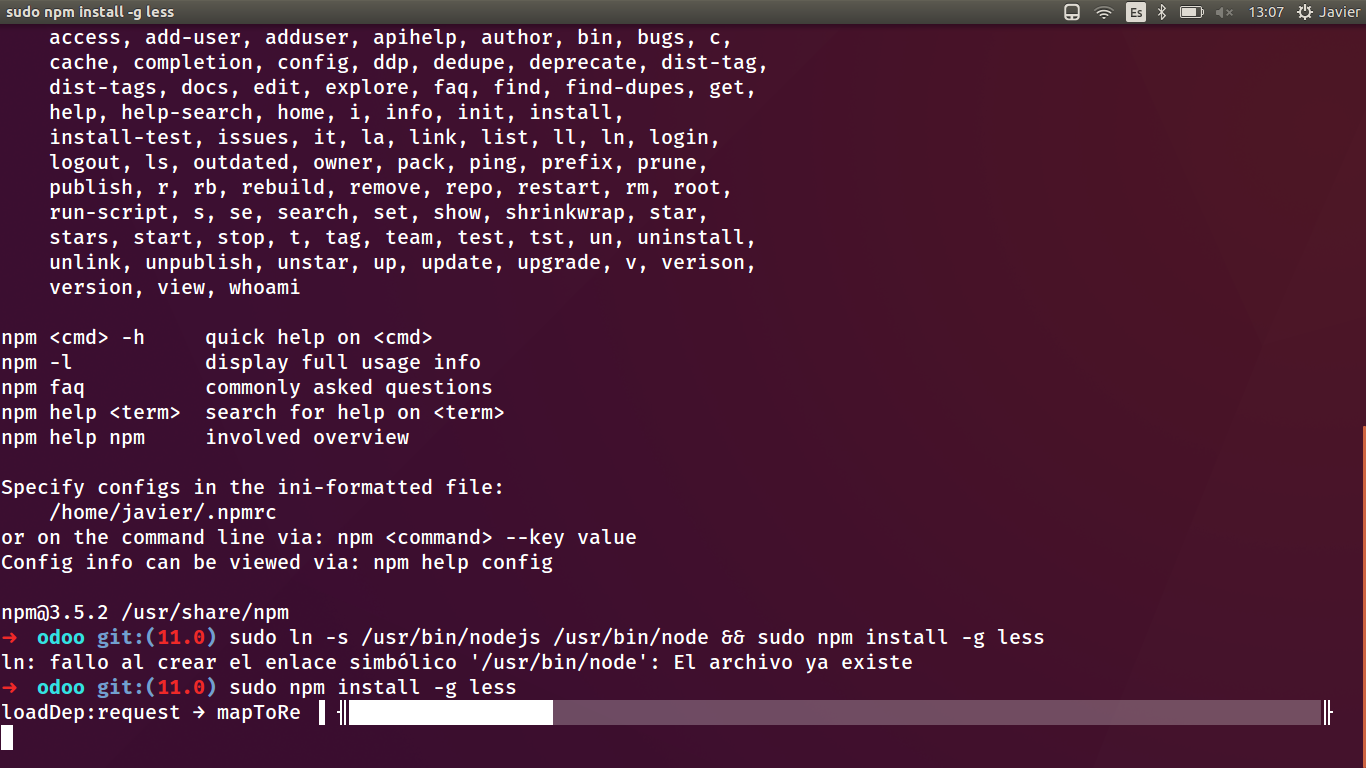 sudo npm install -g less
Es 13:07 Javier
access, add-user, adduser, apihelp, author, bin, bugs, c,
cache, completion, config, ddp, dedupe, deprecate, dist-tag,
dist-tags, docs, edit, explore, faq, find, find-dupes, get,
help, help-search, home, i, info, init, install,
install-test, issues, it, la, link, list, ll, ln, login,
logout, ls, outdated, owner, pack, ping, prefix, prune,
publish, r, rb, rebuild, remove, repo, restart, rm, root,
run-script, s, se, search, set, show, shrinkwrap, star,
stars, start, stop, t, tag, team, test, tst, un, uninstall,
unlink, unpublish, unstar, up, update, upgrade, v, verison,
version, view, whoami
npm <cmd> -h     quick help on <cmd>
npm -l           display full usage info
npm faq          commonly asked questions
npm help <term>  search for help on <term>
npm help npm     involved overview
Specify configs in the ini-formatted file:
/home/javier/.npmrc
or on the command line via: npm <command> --key value
Config info can be viewed via: npm help config
npm@3.5.2 /usr/share/npm
➜  odoo git:(11.0) sudo ln -s /usr/bin/nodejs /usr/bin/node && sudo npm install -g less
ln: fallo al crear el enlace simbólico '/usr/bin/node': El archivo ya existe
➜  odoo git:(11.0) sudo npm install -g less
loadDep:request → mapToRe